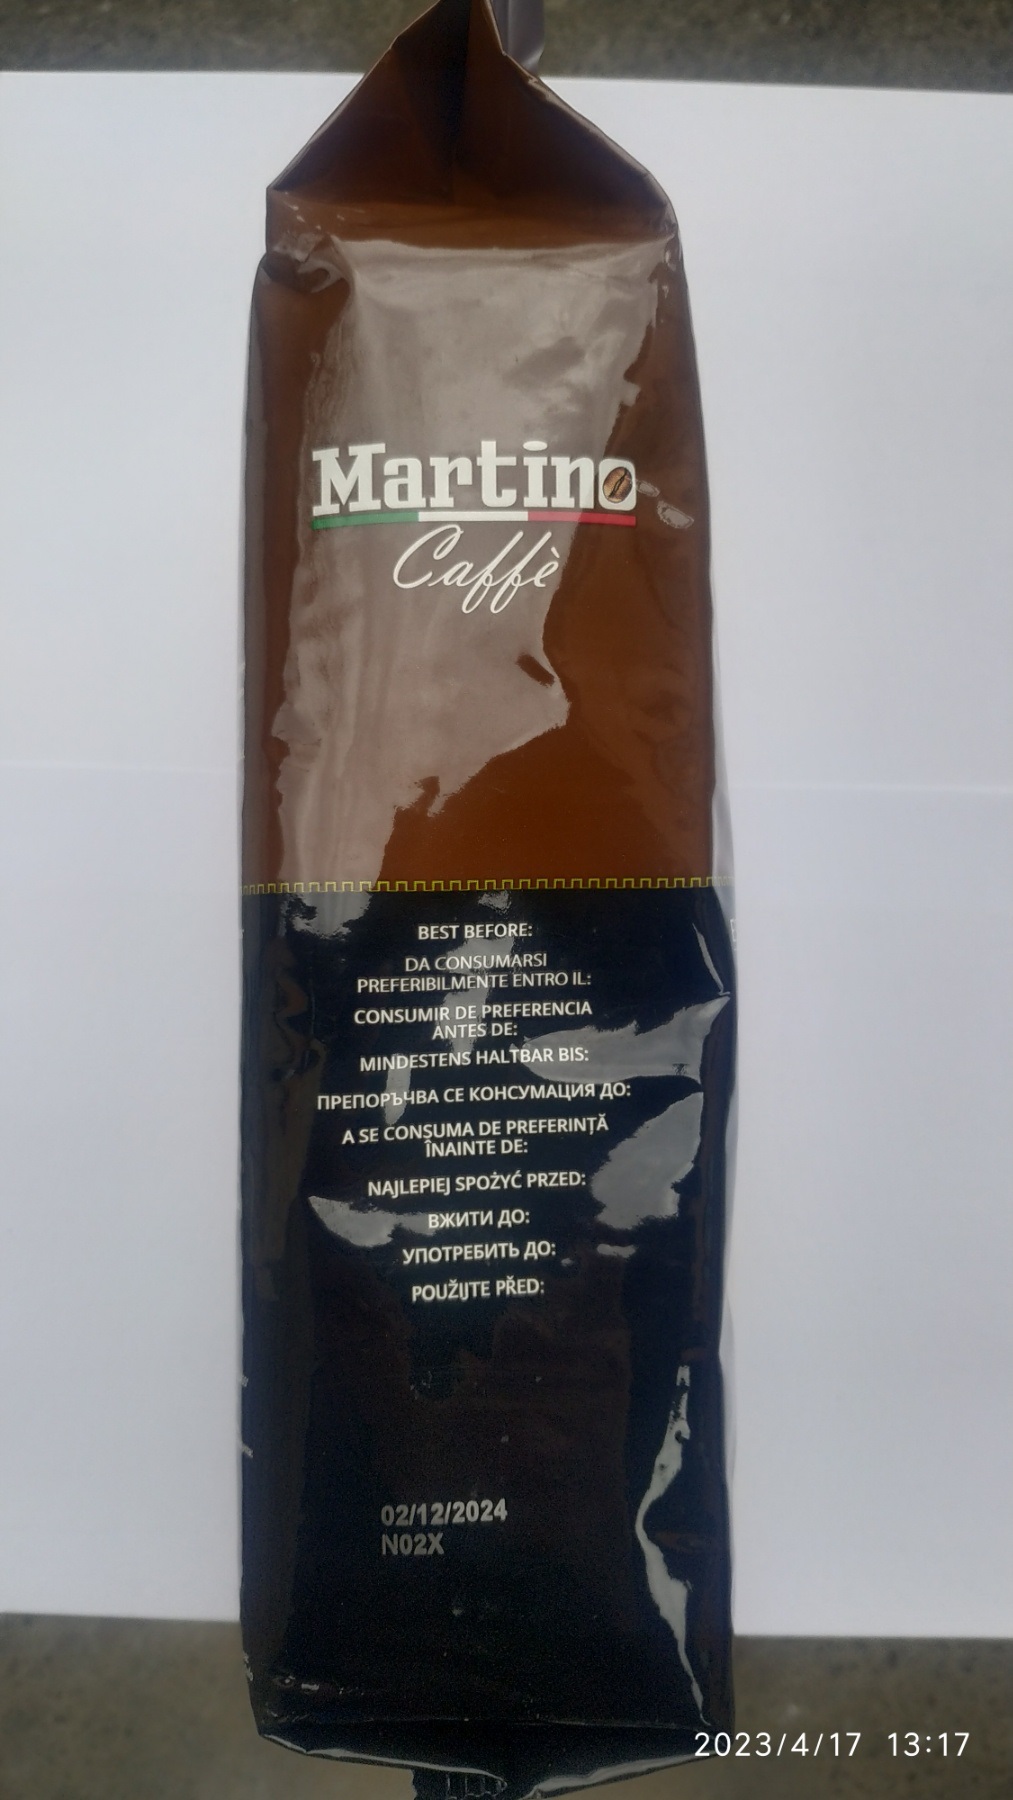 Martino
Caffè
BEST BEFORE:
DA CONSUMARSI
PREFERIBILMENTE ENTRO IL:
CONSUMIR DE PREFERENCIA
ANTES DE:
MINDESTENS HALTBAR BIS:
ПРЕПОРЪЧВА СЕ КОНСУМАЦИЯ ДО:
A SE CONSUMA DE PREFERINȚĂ
ÎNAINTE DE:
NAJLEPIEJ SPOŻYĆ PRZED:
ВЖИТИ ДО:
УПОТРЕБИТЬ ДО:
POUŽIJTE PŘED:
02/12/2024
N02X
2023/4/17 13:17